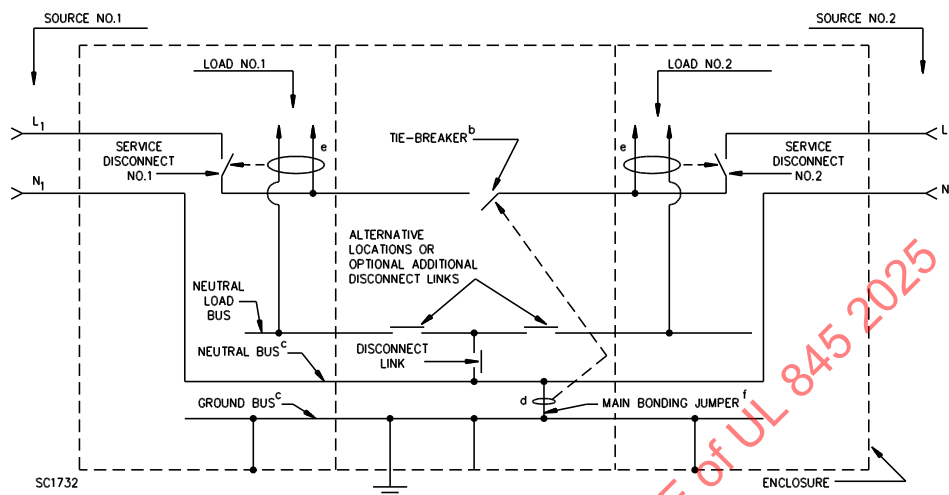 SOURCE NO.1
SOURCE NO.2
LOAD NO.1
LOAD NO.2
L1
e
TIE-BREAKER b
e
L
SERVICE
DISCONNECT
NO.1
SERVICE
DISCONNECT
NO.2
N1
N
ALTERNATIVE
LOCATIONS OR
OPTIONAL ADDITIONAL
DISCONNECT LINKS
NEUTRAL
LOAD
BUS
NEUTRAL BUS c
DISCONNECT
LINK
GROUND BUS c
d
MAIN BONDING JUMPER f
SC1732
ENCLOSURE
of UL 845 2025